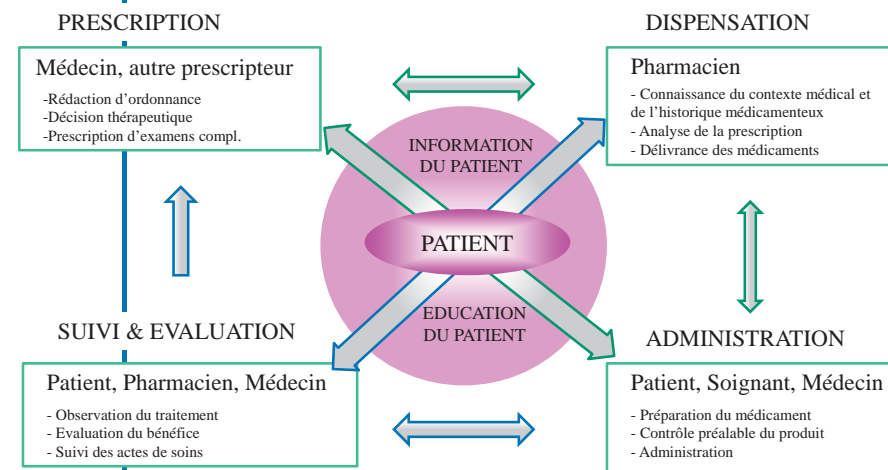 PRESCRIPTION
Médecin, autre prescripteur
-Rédaction d’ordonnance
-Décision thérapeutique
-Prescription d’examens compl.
DISPENSATION
Pharmacien
- Connaissance du contexte médical et
de l’historique médicamenteux
- Analyse de la prescription
- Délivrance des médicaments
INFORMATION
DU PATIENT
PATIENT
EDUCATION
DU PATIENT
SUIVI & EVALUATION
Patient, Pharmacien, Médecin
- Observation du traitement
- Evaluation du bénéfice
- Suivi des actes de soins
ADMINISTRATION
Patient, Soignant, Médecin
- Préparation du médicament
- Contrôle préalable du produit
- Administration